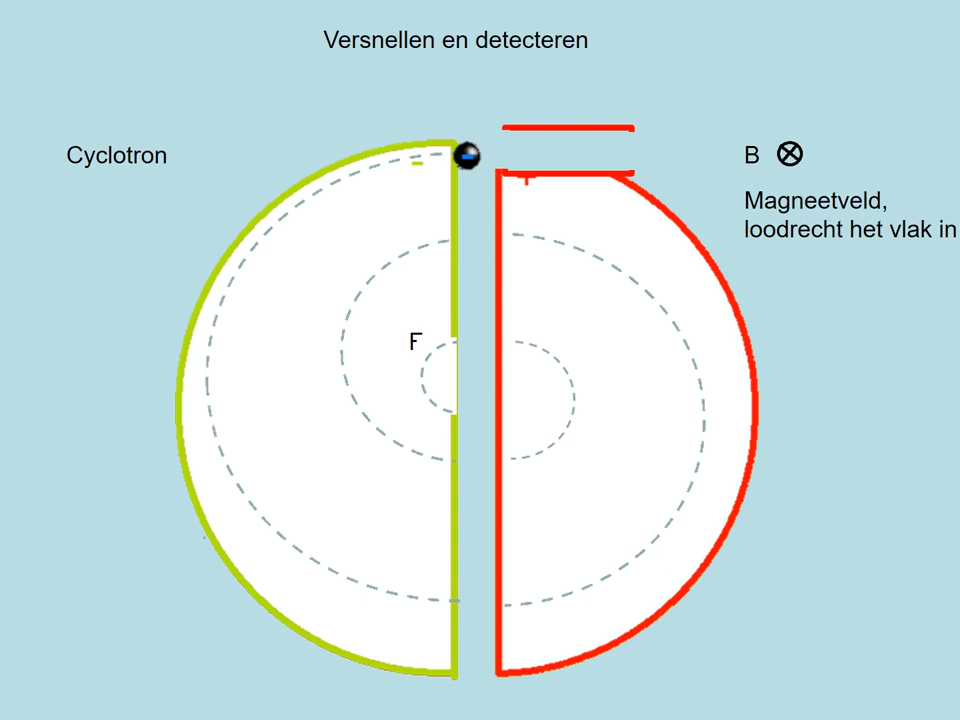 Versnellen en detecteren
Cyclotron
B ⊗
Magneetveld,
loodrecht het vlak in
-
-
+
F